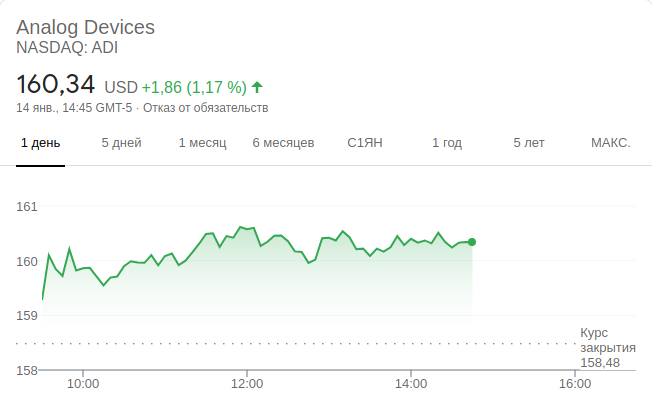 Analog Devices
NASDAQ: ADI
160,34 USD +1,86 (1,17 %)
14 янв., 14:45 GMT-5 · Отказ от обязательств
1 день 5 дней 1 месяц 6 месяцев С1ЯН 1 год 5 лет МАКС.
161
160
159
Курс
закрытия
158,48
158
10:00 12:00 14:00 16:00